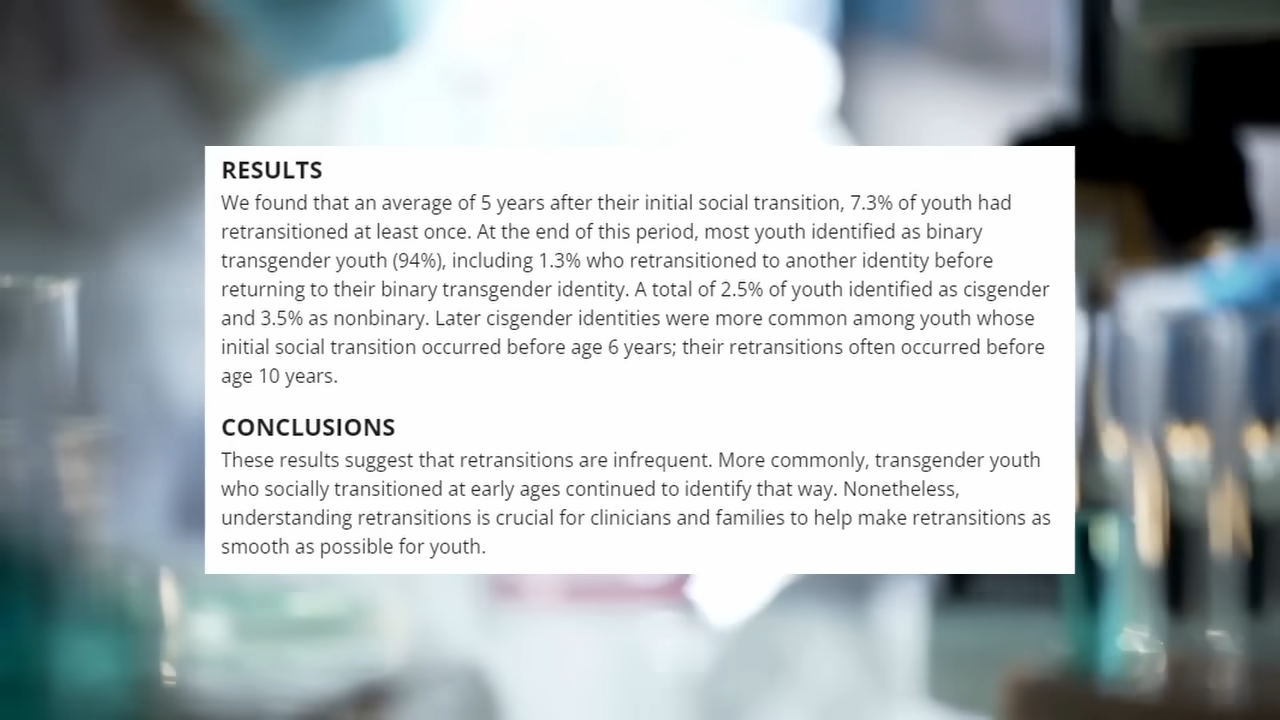 RESULTS
We found that an average of 5 years after their initial social transition, 7.3% of youth had
retransitioned at least once. At the end of this period, most youth identified as binary
transgender youth (94%), including 1.3% who retransitioned to another identity before
returning to their binary transgender identity. A total of 2.5% of youth identified as cisgender
and 3.5% as nonbinary. Later cisgender identities were more common among youth whose
initial social transition occurred before age 6 years; their retransitions often occurred before
age 10 years.
CONCLUSIONS
These results suggest that retransitions are infrequent. More commonly, transgender youth
who socially transitioned at early ages continued to identify that way. Nonetheless,
understanding retransitions is crucial for clinicians and families to help make retransitions as
smooth as possible for youth.